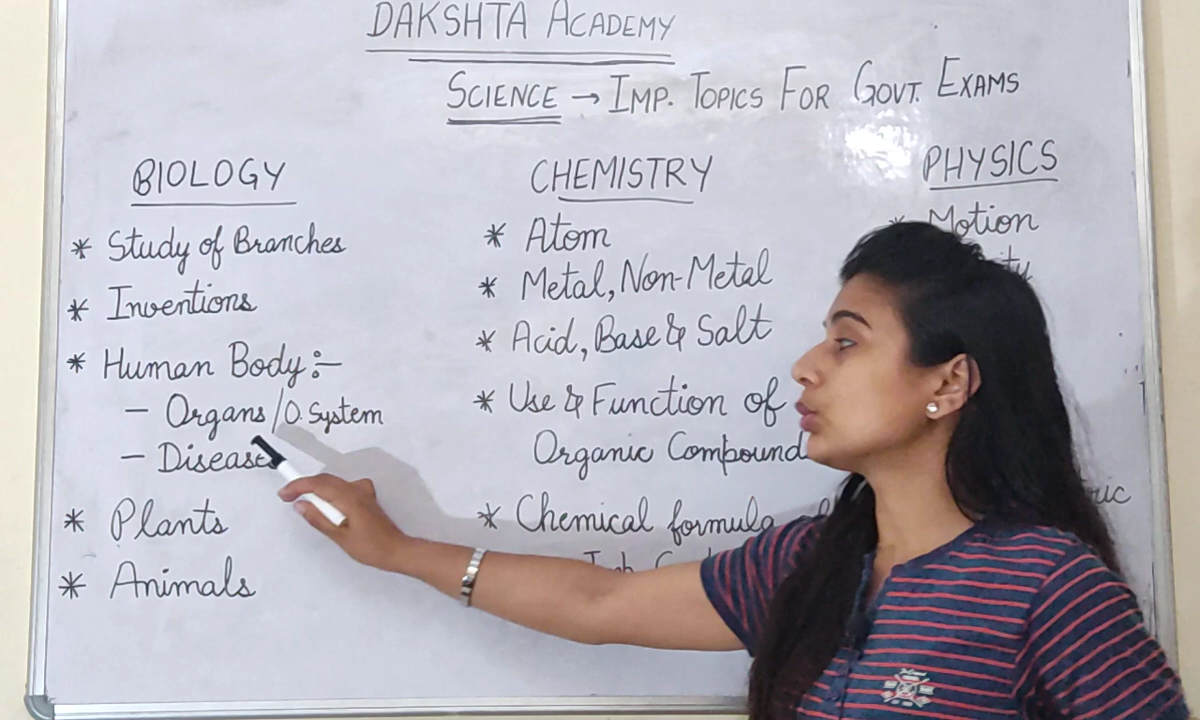 DAKSHTA ACADEMY
SCIENCE → IMP. TOPICS FOR GOVT. EXAMS
BIOLOGY
* Study of Branches
* Inventions
* Human Body :-
- Organs / O. System
- Diseases
* Plants
* Animals
CHEMISTRY
* Atom
* Metal, Non-Metal
* Acid, Base & Salt
* Use & Function of
Organic Compound
* Chemical formula
PHYSICS
* Motion